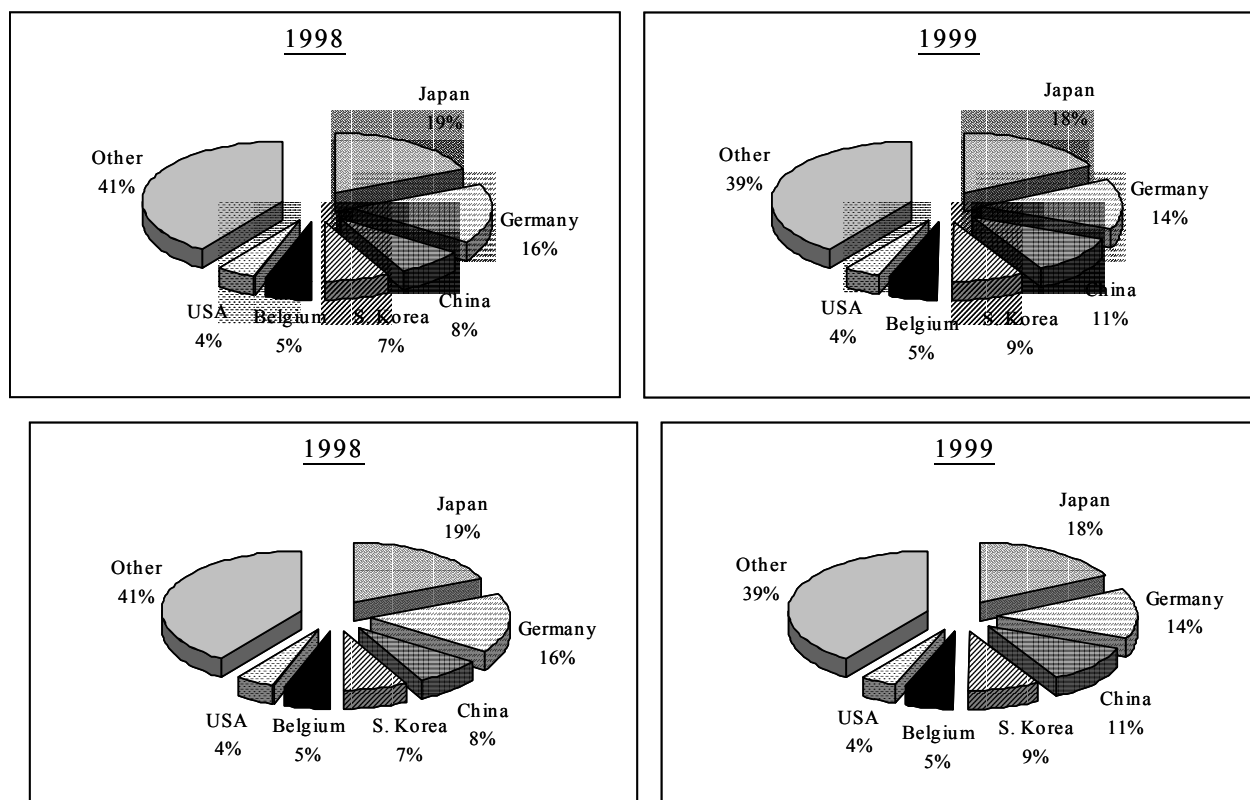 1998
Japan
19%
Other
41%
Germany
16%
China
8%
USA
4%
Belgium
5%
S. Korea
7%
1999
Japan
18%
Other
39%
Germany
14%
China
11%
USA
4%
Belgium
5%
S. Korea
9%
1998
Japan
19%
Other
41%
Germany
16%
China
8%
USA
4%
Belgium
5%
S. Korea
7%
1999
Japan
18%
Other
39%
Germany
14%
China
11%
USA
4%
Belgium
5%
S. Korea
9%